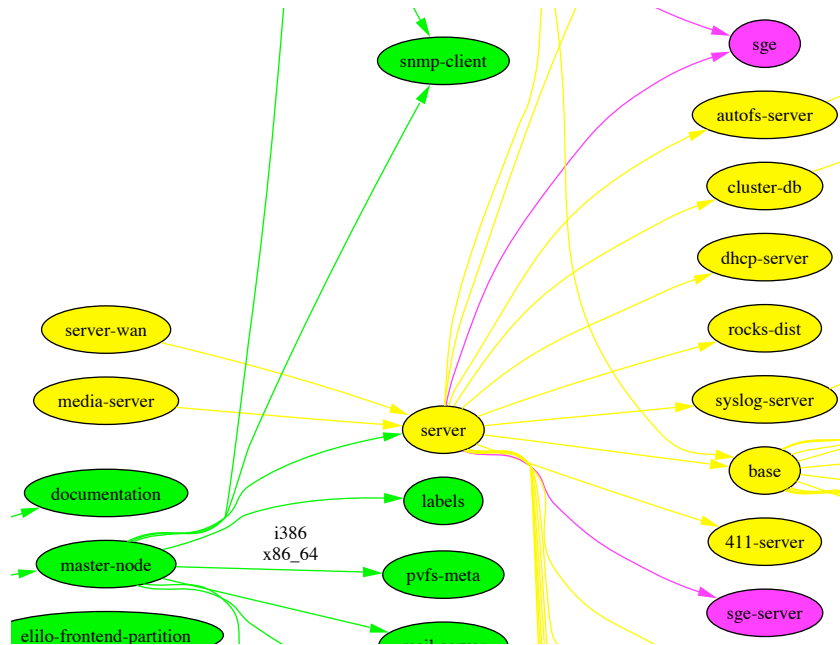 sge
snmp-client
autofs-server
cluster-db
dhcp-server
server-wan
rocks-dist
media-server
syslog-server
server
base
documentation
labels
i386
x86_64
411-server
master-node
pvfs-meta
sge-server
elilo-frontend-partition